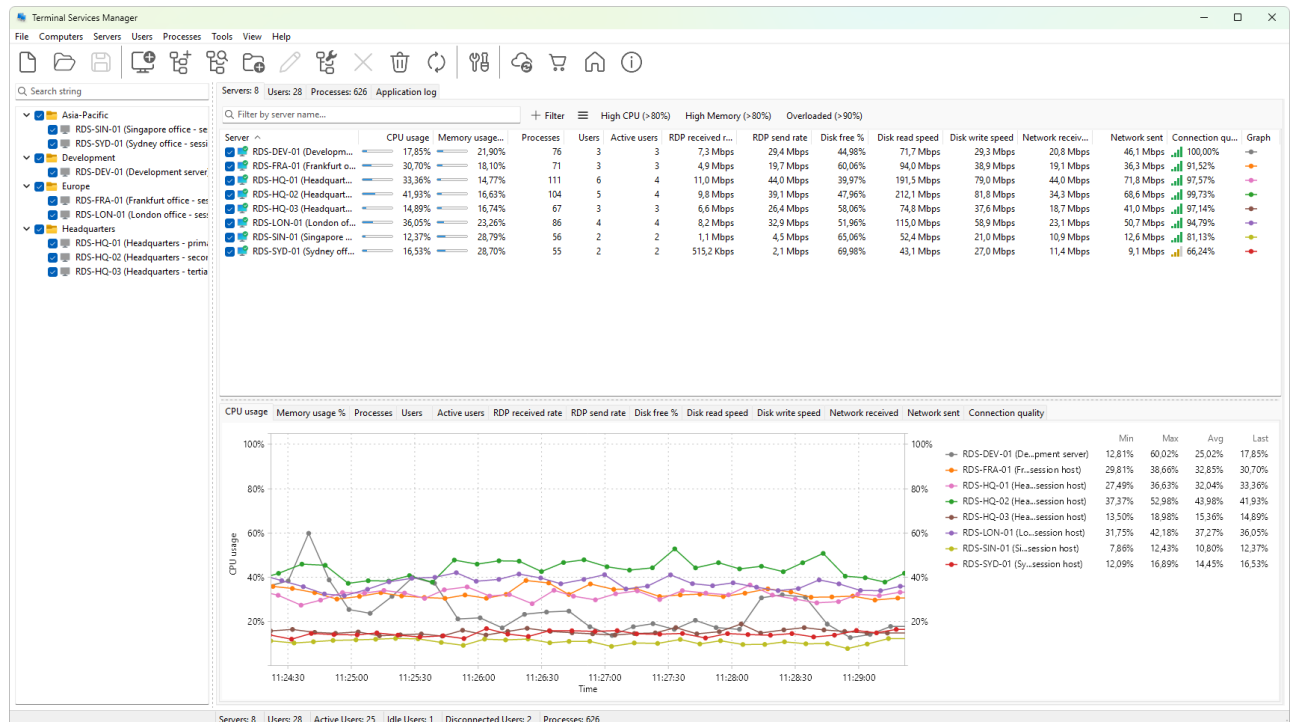 Terminal Services Manager
File Computers Servers Users Processes Tools View Help
Search string
Asia-Pacific
RDS-SIN-01 (Singapore office - se
RDS-SYD-01 (Sydney office - sessi
Development
RDS-DEV-01 (Development server
Europe
RDS-FRA-01 (Frankfurt office - ses
RDS-LON-01 (London office - ses
Headquarters
RDS-HQ-01 (Headquarters - prima
RDS-HQ-02 (Headquarters - secor
RDS-HQ-03 (Headquarters - tertia
Servers: 8 Users: 28 Processes: 626 Application log
Filter by server name... Filter High CPU (>80%) High Memory (>80%) Overloaded (>90%)
Server CPU usage Memory usage... Processes Users Active users RDP received r... RDP send rate Disk free % Disk read speed Disk write speed Network receiv... Network sent Connection qu... Graph
RDS-DEV-01 (Developm... 17,85% 21,90% 76 3 3 7,3 Mbps 29,4 Mbps 44,98% 71,7 Mbps 29,3 Mbps 20,8 Mbps 46,1 Mbps 100,00%
RDS-FRA-01 (Frankfurt o... 30,70% 18,10% 71 3 3 4,9 Mbps 19,7 Mbps 60,06% 94,0 Mbps 38,9 Mbps 19,1 Mbps 36,3 Mbps 91,52%
RDS-HQ-01 (Headquart... 33,36% 14,77% 111 6 4 11,0 Mbps 44,0 Mbps 39,97% 191,5 Mbps 79,0 Mbps 44,0 Mbps 71,8 Mbps 97,57%
RDS-HQ-02 (Headquart... 41,93% 16,63% 104 5 4 9,8 Mbps 39,1 Mbps 47,96% 212,1 Mbps 81,8 Mbps 34,3 Mbps 68,6 Mbps 99,73%
RDS-HQ-03 (Headquart... 14,89% 16,74% 67 3 3 6,6 Mbps 26,4 Mbps 58,06% 74,8 Mbps 37,6 Mbps 18,7 Mbps 41,0 Mbps 97,14%
RDS-LON-01 (London of... 36,05% 23,26% 86 4 4 8,2 Mbps 32,9 Mbps 51,96% 115,0 Mbps 58,9 Mbps 23,1 Mbps 50,7 Mbps 94,79%
RDS-SIN-01 (Singapore ... 12,37% 28,79% 56 2 2 1,1 Mbps 4,5 Mbps 65,06% 52,4 Mbps 21,0 Mbps 10,9 Mbps 12,6 Mbps 81,13%
RDS-SYD-01 (Sydney off... 16,53% 28,70% 55 2 2 515,2 Kbps 2,1 Mbps 69,98% 43,1 Mbps 27,0 Mbps 11,4 Mbps 9,1 Mbps 66,24%
CPU usage Memory usage % Processes Users Active users RDP received rate RDP send rate Disk free % Disk read speed Disk write speed Network received Network sent Connection quality
100%
80%
60%
40%
20%
CPU usage
100%
80%
60%
40%
20%
11:24:30 11:25:00 11:25:30 11:26:00 11:26:30 11:27:00 11:27:30 11:28:00 11:28:30 11:29:00
Time
Min Max Avg Last
RDS-DEV-01 (De...pment server) 12,81% 60,02% 25,02% 17,85%
RDS-FRA-01 (Fr...session host) 29,81% 38,66% 32,85% 30,70%
RDS-HQ-01 (Hea...session host) 27,49% 36,63% 32,04% 33,36%
RDS-HQ-02 (Hea...session host) 37,37% 52,98% 43,98% 41,93%
RDS-HQ-03 (Hea...session host) 13,50% 18,98% 15,36% 14,89%
RDS-LON-01 (Lo...session host) 31,75% 42,18% 37,27% 36,05%
RDS-SIN-01 (Si...session host) 7,86% 12,43% 10,80% 12,37%
RDS-SYD-01 (Sy...session host) 12,09% 16,89% 14,45% 16,53%
Servers: 8 Users: 28 Active Users: 25 Idle Users: 1 Disconnected Users: 2 Processes: 626